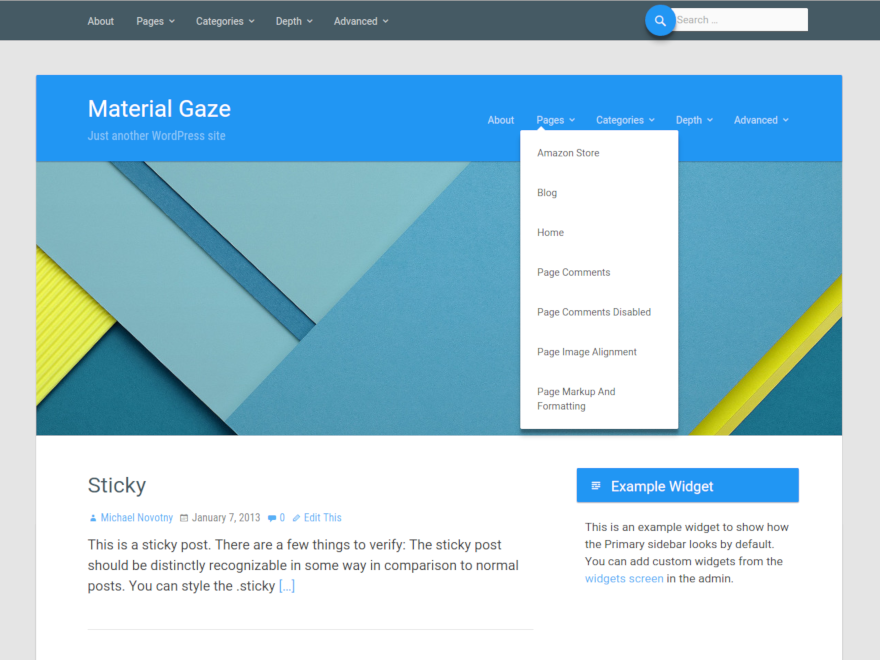 About Pages Categories Depth Advanced
Search ...
Material Gaze
Just another WordPress site
About Pages Categories Depth Advanced
Amazon Store
Blog
Home
Page Comments
Page Comments Disabled
Page Image Alignment
Page Markup And
Formatting
Sticky
Michael Novotny January 7, 2013 0 Edit This
This is a sticky post. There are a few things to verify: The sticky post
should be distinctly recognizable in some way in comparison to normal
posts. You can style the .sticky [...]
Example Widget
This is an example widget to show how
the Primary sidebar looks by default.
You can add custom widgets from the
widgets screen in the admin.